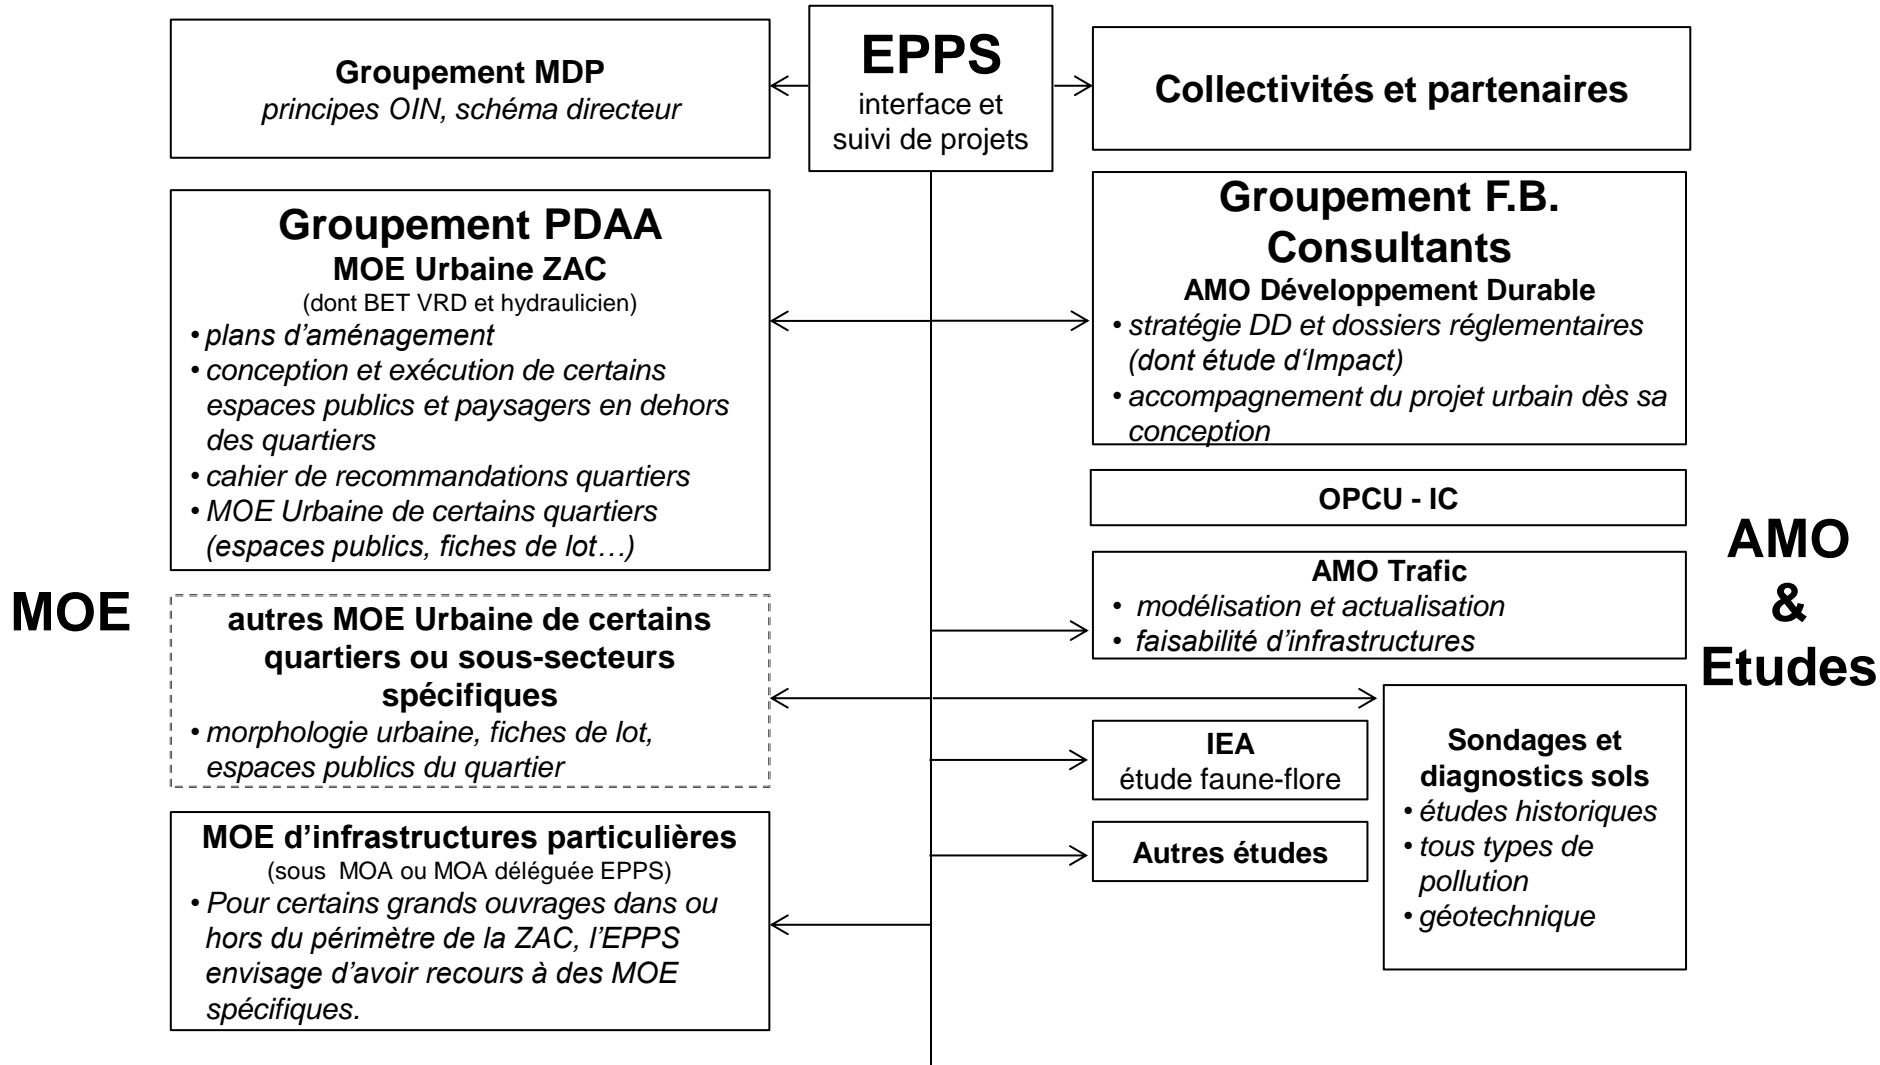 EPPS
interface et
suivi de projets
Groupement MDP
principes OIN, schéma directeur
Collectivités et partenaires
MOE
Groupement PDAA
MOE Urbaine ZAC
(dont BET VRD et hydraulicien)
• plans d’aménagement
• conception et exécution de certains
espaces publics et paysagers en dehors
des quartiers
• cahier de recommandations quartiers
• MOE Urbaine de certains quartiers
(espaces publics, fiches de lot…)
autres MOE Urbaine de certains
quartiers ou sous-secteurs
spécifiques
• morphologie urbaine, fiches de lot,
espaces publics du quartier
MOE d’infrastructures particulières
(sous MOA ou MOA déléguée EPPS)
• Pour certains grands ouvrages dans ou
hors du périmètre de la ZAC, l’EPPS
envisage d’avoir recours à des MOE
spécifiques.
Groupement F.B.
Consultants
AMO Développement Durable
• stratégie DD et dossiers réglementaires
(dont étude d‘Impact)
• accompagnement du projet urbain dès sa
conception
OPCU - IC
AMO Trafic
• modélisation et actualisation
• faisabilité d’infrastructures
IEA
étude faune-flore
Autres études
Sondages et
diagnostics sols
• études historiques
• tous types de
pollution
• géotechnique
AMO
&
Etudes